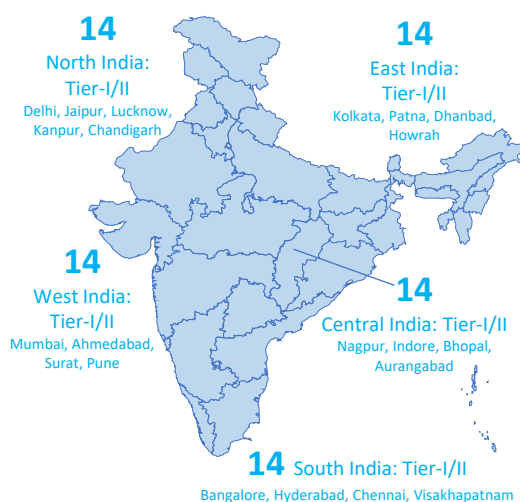 14
North India:
Tier-I/II
Delhi, Jaipur, Lucknow,
Kanpur, Chandigarh
14
East India:
Tier-I/II
Kolkata, Patna, Dhanbad,
Howrah
14
West India:
Tier-I/II
Mumbai, Ahmedabad,
Surat, Pune
14
Central India: Tier-I/II
Nagpur, Indore, Bhopal,
Aurangabad
14 South India: Tier-I/II
Bangalore, Hyderabad, Chennai, Visakhapatnam